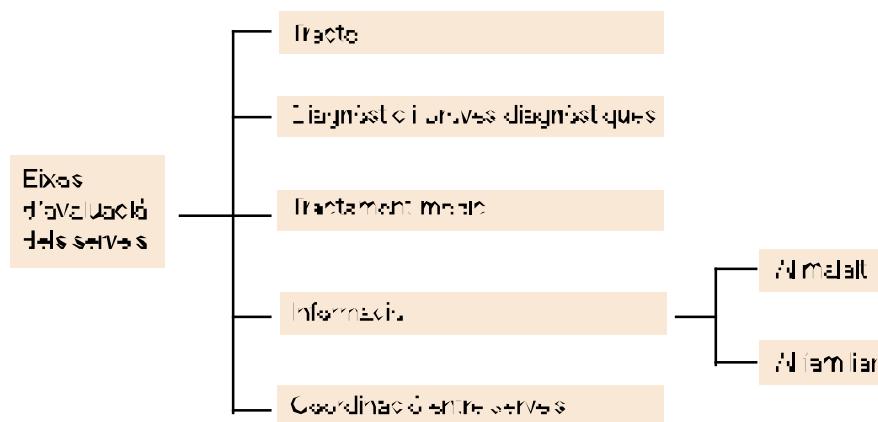 Eixos
d'avaluació
dels serveis
Tracte
Diagnòstic i proves diagnòstiques
Tractament mèdic
Informació
Coordinació entre serveis
Al malalt
Al familiar